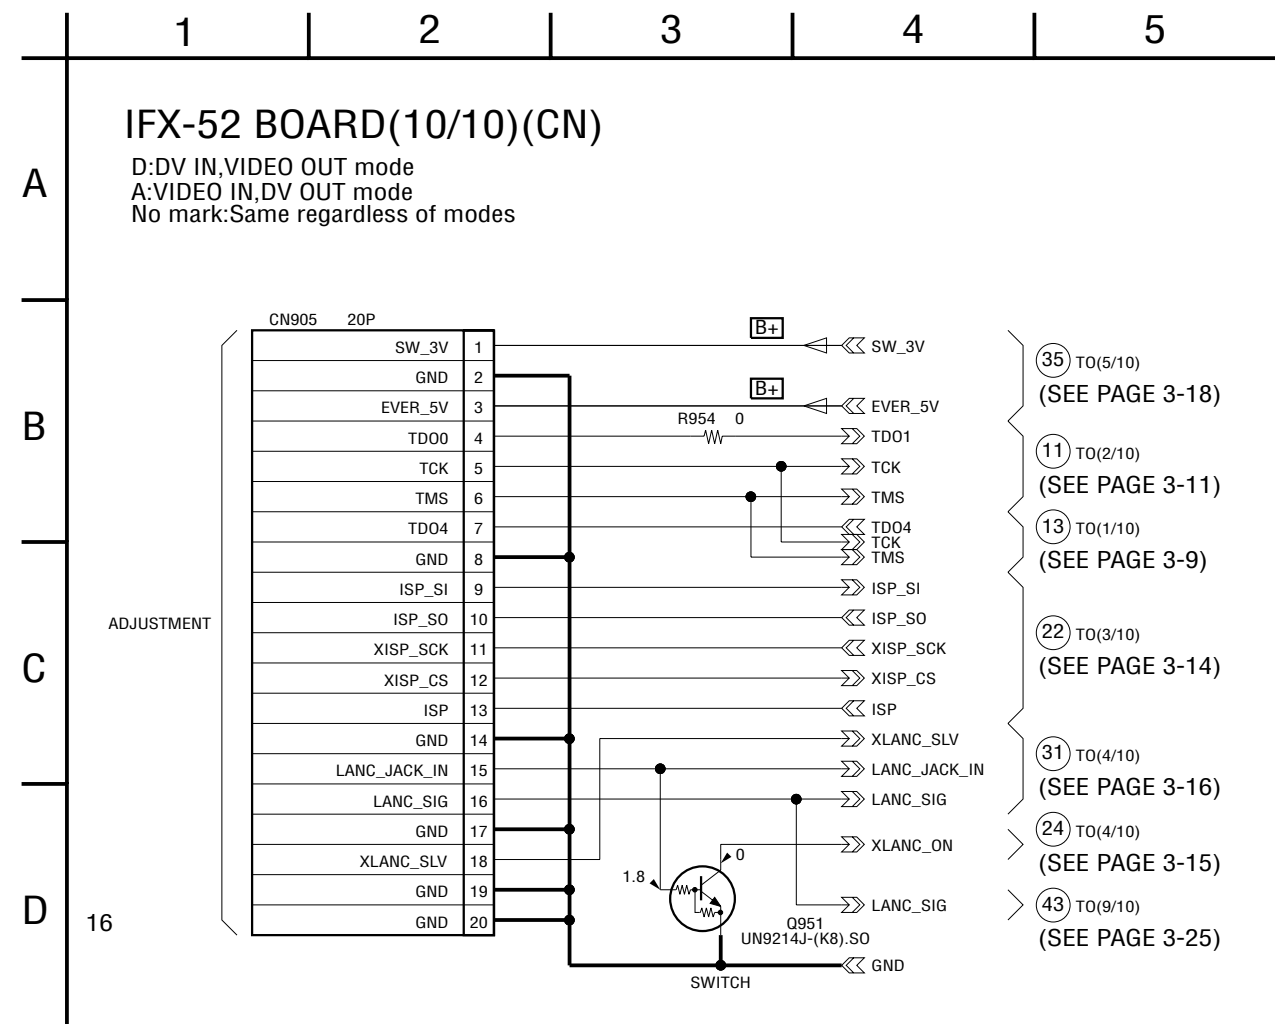 1 2 3 4 5
IFX-52 BOARD(10/10)(CN)
A
D:DV IN,VIDEO OUT mode
A:VIDEO IN,DV OUT mode
No mark:Same regardless of modes
CN905 20P
B+
SW_3V 1 SW_3V
35 TO(5/10)
GND 2
(SEE PAGE 3-18)
B+
EVER_5V 3 EVER_5V
B
R954 0
TDO0 4 TDO1
11 TO(2/10)
TCK 5 TCK
(SEE PAGE 3-11)
TMS 6 TMS
TDO4 7 TDO4
13 TO(1/10)
TCK
GND 8 TMS
(SEE PAGE 3-9)
ISP_SI 9 ISP_SI
ADJUSTMENT
ISP_SO 10 ISP_SO
22 TO(3/10)
XISP_SCK 11 XISP_SCK
C
(SEE PAGE 3-14)
XISP_CS 12 XISP_CS
ISP 13 ISP
GND 14 XLANC_SLV
31 TO(4/10)
LANC_JACK_IN 15 LANC_JACK_IN
(SEE PAGE 3-16)
LANC_SIG 16 LANC_SIG
GND 17
24 TO(4/10)
XLANC_ON
0
XLANC_SLV 18
(SEE PAGE 3-15)
1.8
GND 19
LANC_SIG
43 TO(9/10)
D
16
GND 20
Q951
UN9214J-(K8).SO
(SEE PAGE 3-25)
GND
SWITCH